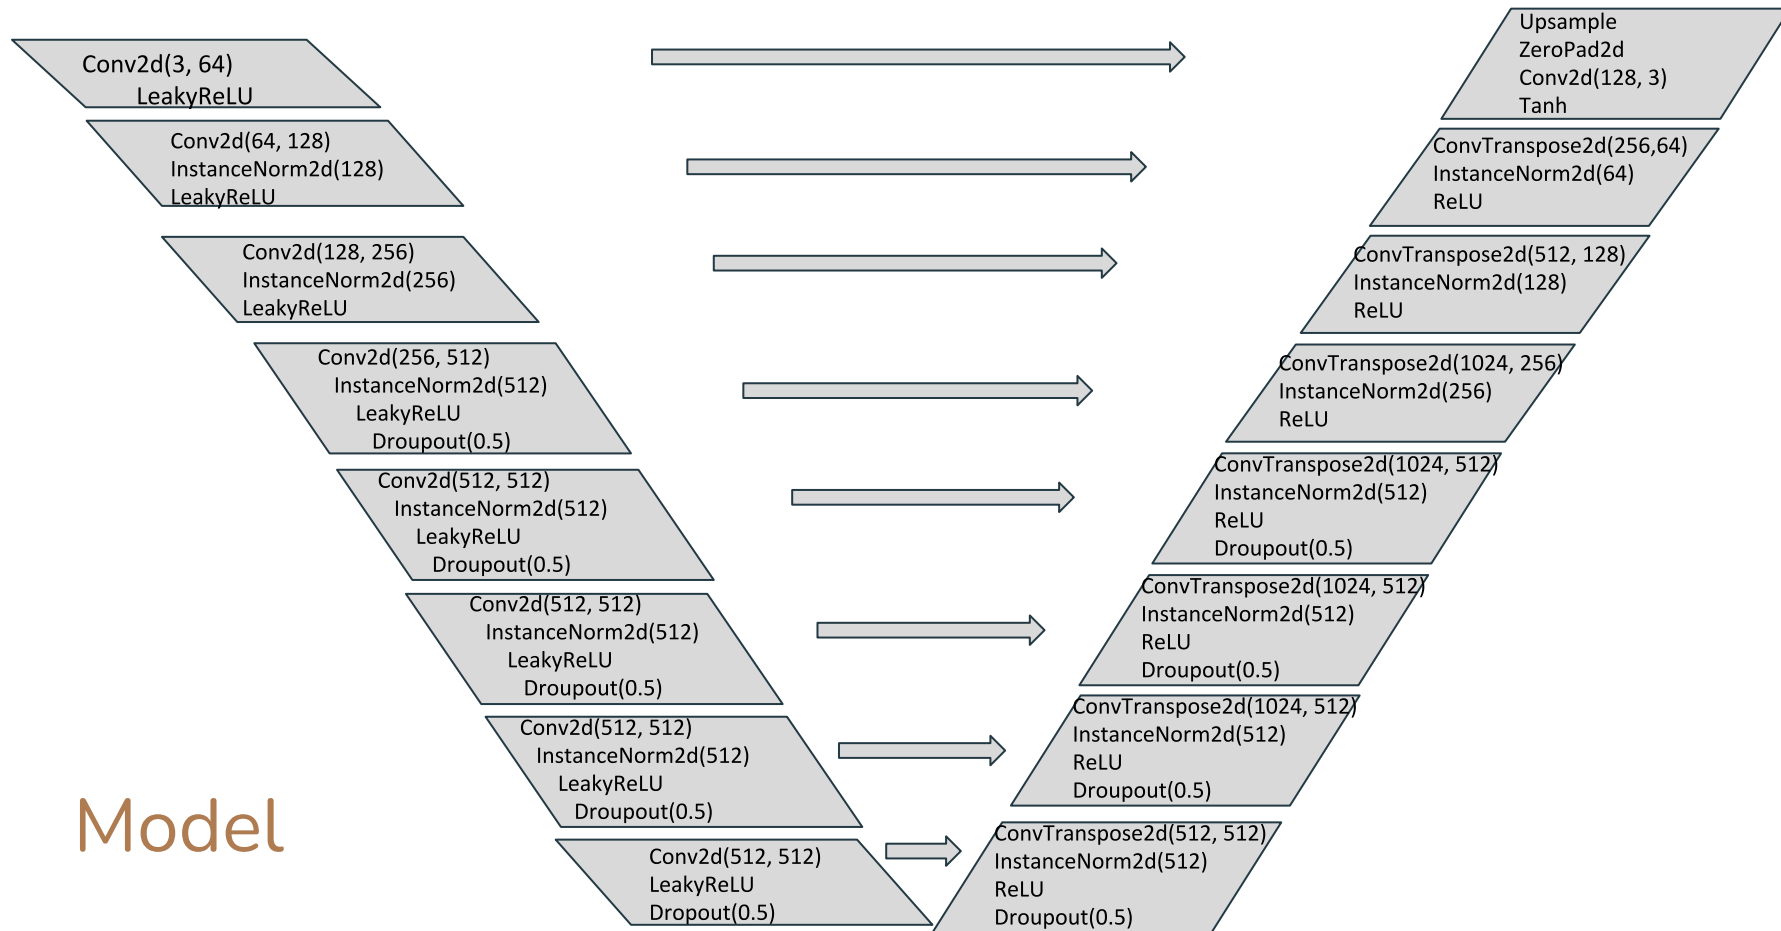 Conv2d(3, 64)
LeakyReLU
Conv2d(64, 128)
InstanceNorm2d(128)
LeakyReLU
Conv2d(128, 256)
InstanceNorm2d(256)
LeakyReLU
Conv2d(256, 512)
InstanceNorm2d(512)
LeakyReLU
Droupout(0.5)
Conv2d(512, 512)
InstanceNorm2d(512)
LeakyReLU
Droupout(0.5)
Conv2d(512, 512)
InstanceNorm2d(512)
LeakyReLU
Droupout(0.5)
Conv2d(512, 512)
InstanceNorm2d(512)
LeakyReLU
Droupout(0.5)
Conv2d(512, 512)
LeakyReLU
Dropout(0.5)
Upsample
ZeroPad2d
Conv2d(128, 3)
Tanh
ConvTranspose2d(256,64)
InstanceNorm2d(64)
ReLU
ConvTranspose2d(512, 128)
InstanceNorm2d(128)
ReLU
ConvTranspose2d(1024, 256)
InstanceNorm2d(256)
ReLU
ConvTranspose2d(1024, 512)
InstanceNorm2d(512)
ReLU
Droupout(0.5)
ConvTranspose2d(1024, 512)
InstanceNorm2d(512)
ReLU
Droupout(0.5)
ConvTranspose2d(1024, 512)
InstanceNorm2d(512)
ReLU
Droupout(0.5)
ConvTranspose2d(512, 512)
InstanceNorm2d(512)
ReLU
Droupout(0.5)
Model